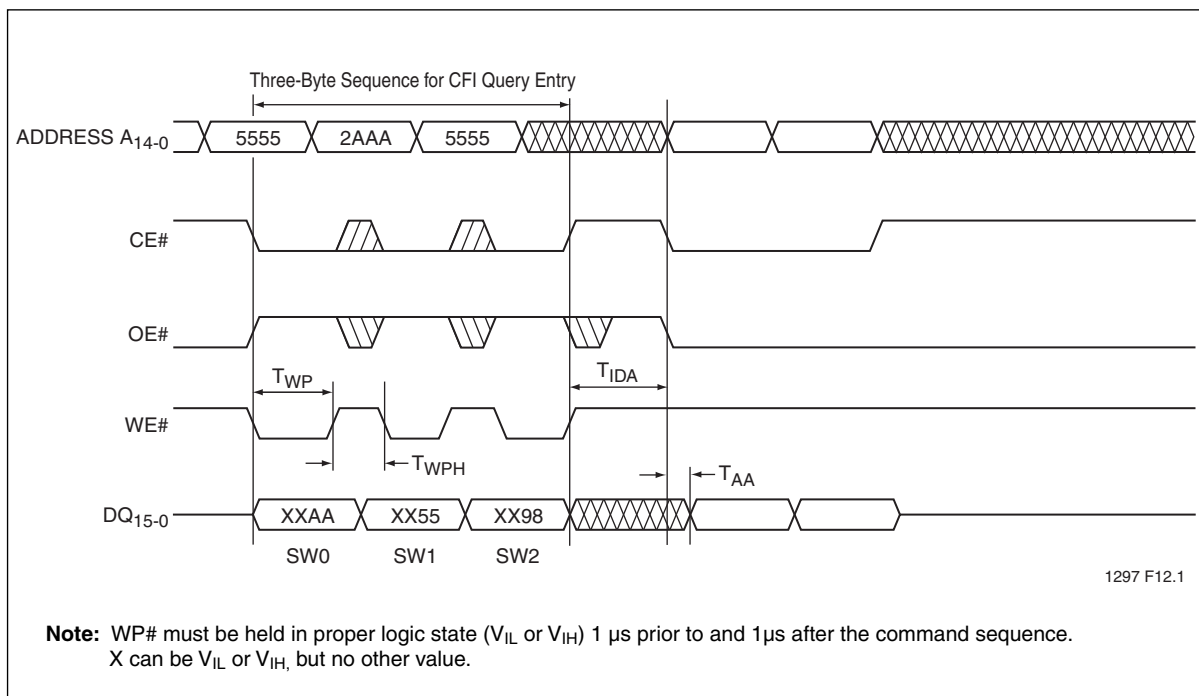 Three-Byte Sequence for CFI Query Entry
ADDRESS A14-0
5555
2AAA
5555
CE#
OE#
TWP
TIDA
WE#
TWPH
TAA
DQ15-0
XXAA
XX55
XX98
SW0
SW1
SW2
1297 F12.1
Note: WP# must be held in proper logic state (VIL or VIH) 1 µs prior to and 1µs after the command sequence.
X can be VIL or VIH, but no other value.